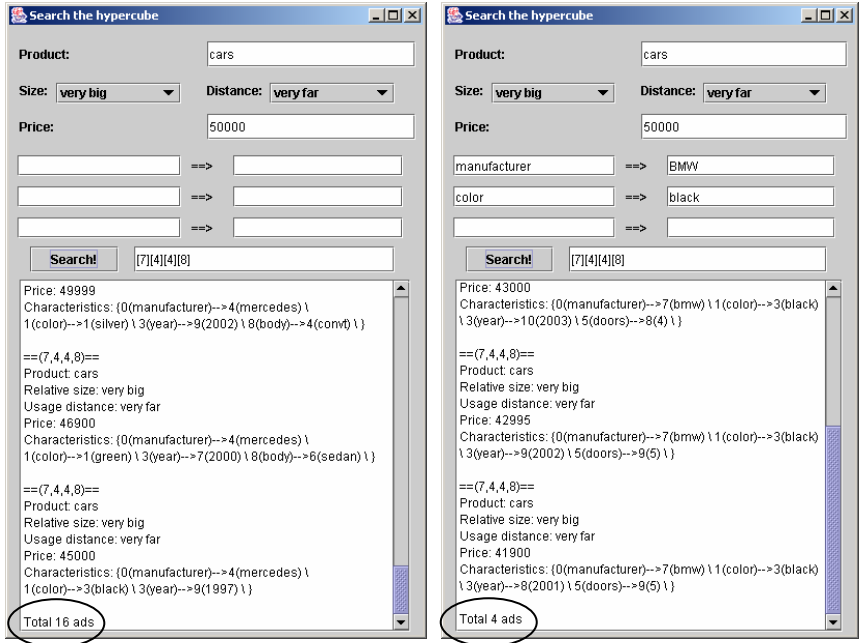 Search the hypercube
Product: cars
Size: very big Distance: very far
Price: 50000
==>
==>
==>
Search! [7][4][4][8]
Price: 49999
Characteristics: {0(manufacturer)-->4(mercedes) \
1(color)-->1(silver) \ 3(year)-->9(2002) \ 8(body)-->4(convt) \ }
==(7,4,4,8)==
Product: cars
Relative size: very big
Usage distance: very far
Price: 46900
Characteristics: {0(manufacturer)-->4(mercedes) \
1(color)-->1(green) \ 3(year)-->7(2000) \ 8(body)-->6(sedan) \ }
==(7,4,4,8)==
Product: cars
Relative size: very big
Usage distance: very far
Price: 45000
Characteristics: {0(manufacturer)-->4(mercedes) \
1(color)-->3(black) \ 3(year)-->9(1997) \ }
Total 16 ads
Search the hypercube
Product: cars
Size: very big Distance: very far
Price: 50000
manufacturer ==> BMW
color ==> black
==>
Search! [7][4][4][8]
Price: 43000
Characteristics: {0(manufacturer)-->7(bmw) \ 1(color)-->3(black)
\ 3(year)-->10(2003) \ 5(doors)-->8(4) \ }
==(7,4,4,8)==
Product: cars
Relative size: very big
Usage distance: very far
Price: 42995
Characteristics: {0(manufacturer)-->7(bmw) \ 1(color)-->3(black)
\ 3(year)-->9(2002) \ 5(doors)-->9(5) \ }
==(7,4,4,8)==
Product: cars
Relative size: very big
Usage distance: very far
Price: 41900
Characteristics: {0(manufacturer)-->7(bmw) \ 1(color)-->3(black)
\ 3(year)-->8(2001) \ 5(doors)-->9(5) \ }
Total 4 ads